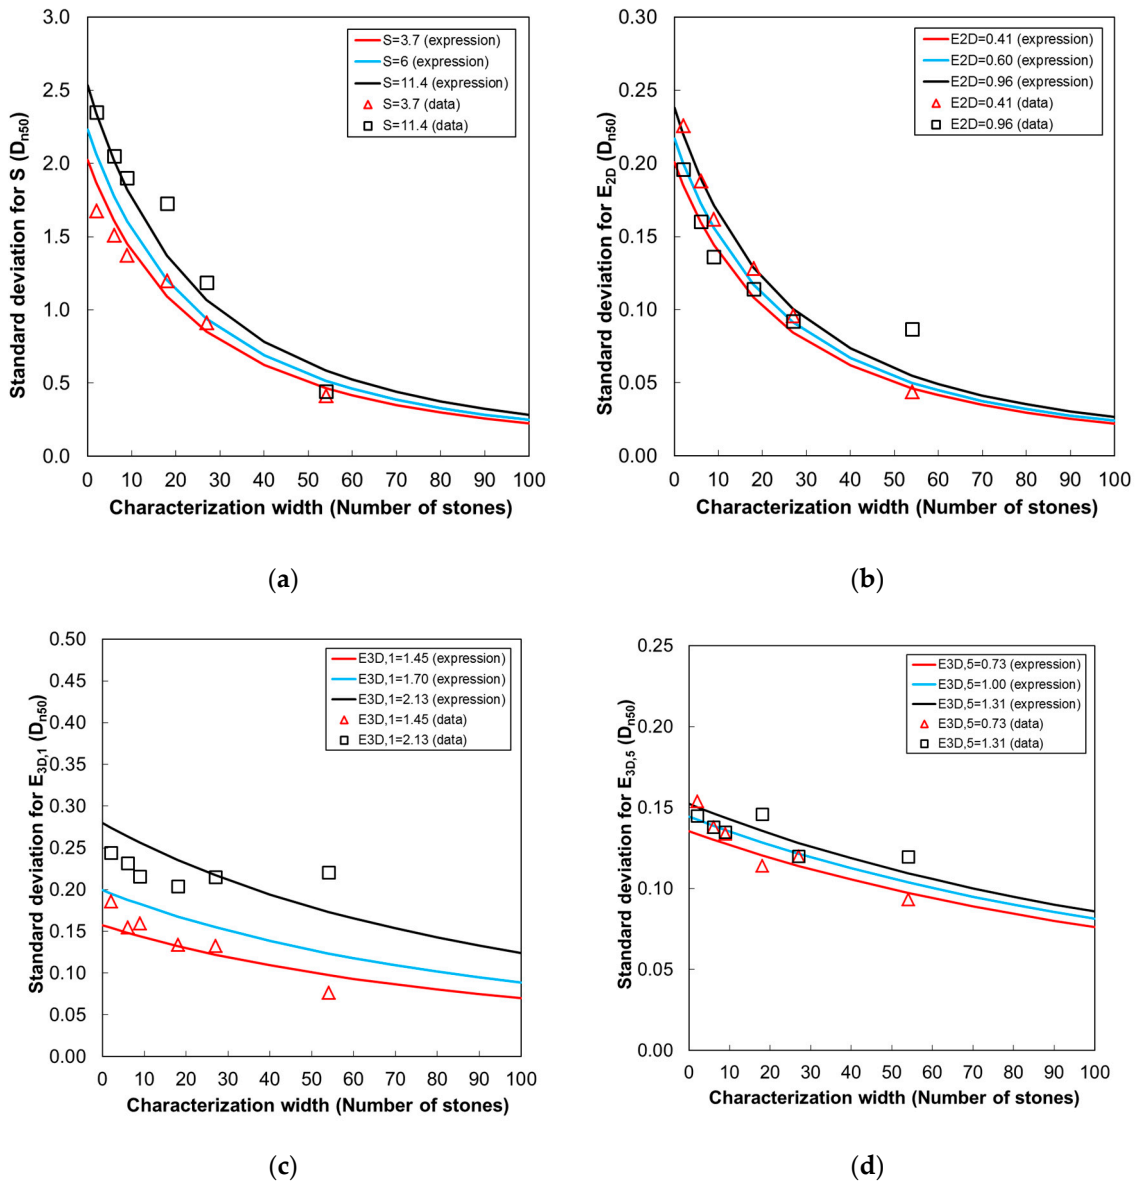 3.0
2.5
2.0
1.5
1.0
0.5
0.0
Standard deviation for S (Dn50)
S=3.7 (expression)
S=6 (expression)
S=11.4 (expression)
S=3.7 (data)
S=11.4 (data)
0 10 20 30 40 50 60 70 80 90 100
Characterization width (Number of stones)
(a)
0.30
0.25
0.20
0.15
0.10
0.05
0.00
Standard deviation for E2D (Dn50)
E2D=0.41 (expression)
E2D=0.60 (expression)
E2D=0.96 (expression)
E2D=0.41 (data)
E2D=0.96 (data)
0 10 20 30 40 50 60 70 80 90 100
Characterization width (Number of stones)
(b)
0.50
0.45
0.40
0.35
0.30
0.25
0.20
0.15
0.10
0.05
0.00
Standard deviation for E3D,1 (Dn50)
E3D,1=1.45 (expression)
E3D,1=1.70 (expression)
E3D,1=2.13 (expression)
E3D,1=1.45 (data)
E3D,1=2.13 (data)
0 10 20 30 40 50 60 70 80 90 100
Characterization width (Number of stones)
(c)
0.25
0.20
0.15
0.10
0.05
0.00
Standard deviation for E3D,5 (Dn50)
E3D,5=0.73 (expression)
E3D,5=1.00 (expression)
E3D,5=1.31 (expression)
E3D,5=0.73 (data)
E3D,5=1.31 (data)
0 10 20 30 40 50 60 70 80 90 100
Characterization width (Number of stones)
(d)